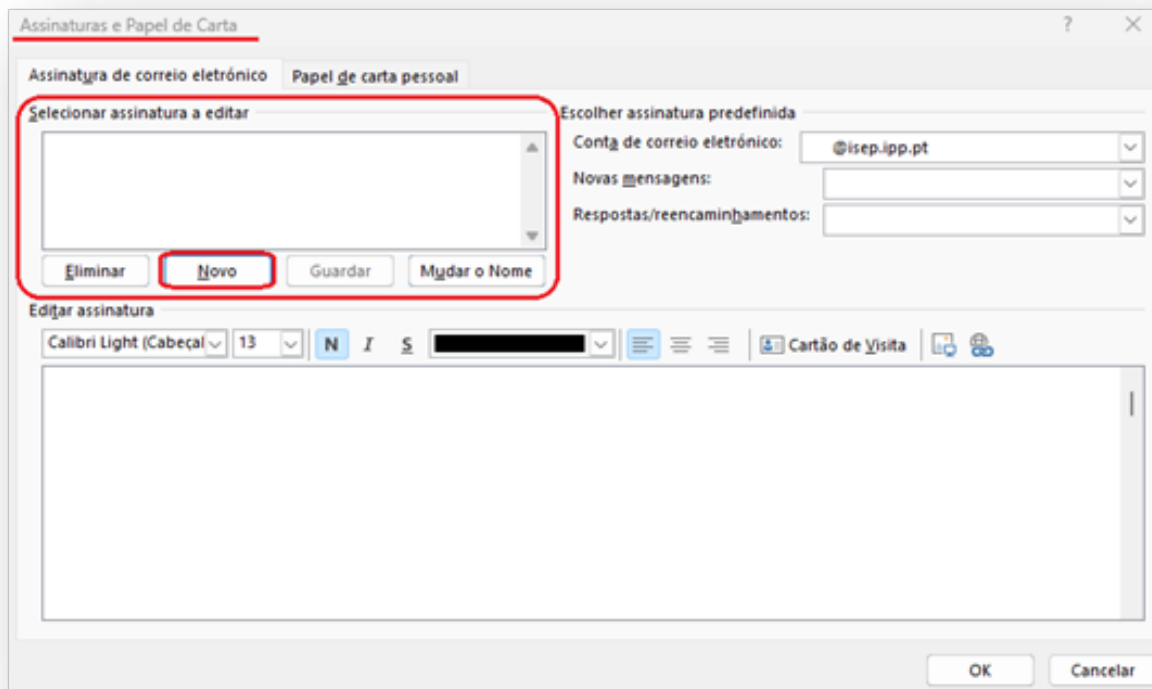 Assinaturas e Papel de Carta
?
Assinatura de correio eletrónico Papel de carta pessoal
Selecionar assinatura a editar
Escolher assinatura predefinida
Conta de correio eletrónico: @isep.ipp.pt
Novas mensagens:
Respostas/reencaminhamentos:
Eliminar Novo Guardar Mudar o Nome
Editar assinatura
Calibri Light (Cabeçal 13 N I S Cartão de Visita
OK Cancelar